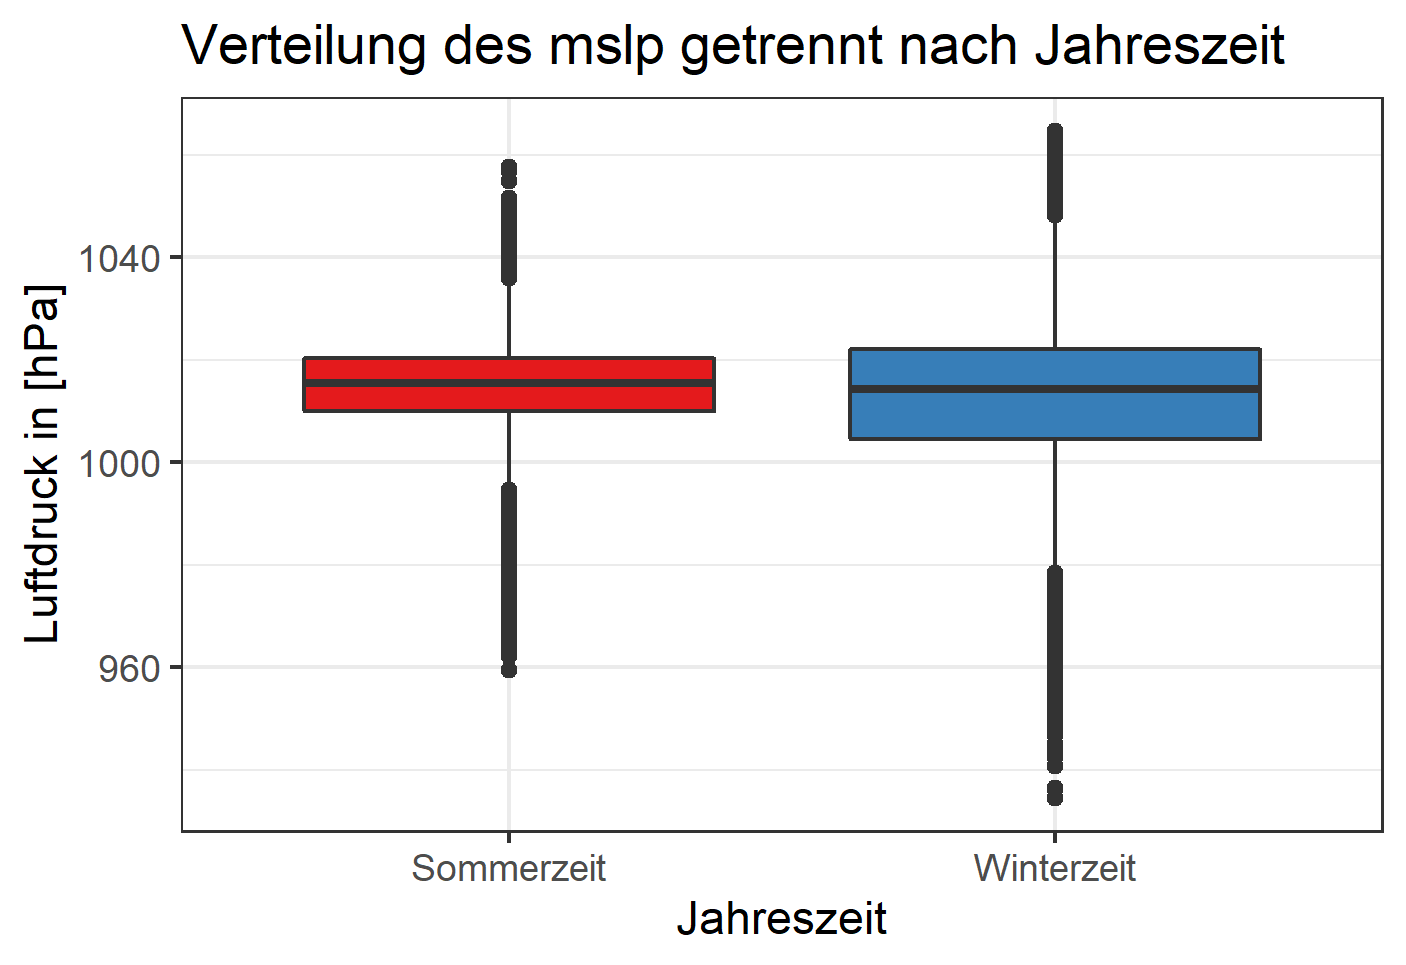 Verteilung des mslp getrennt nach Jahreszeit
Luftdruck in [hPa]
1040
1000
960
Sommerzeit
Winterzeit
Jahreszeit